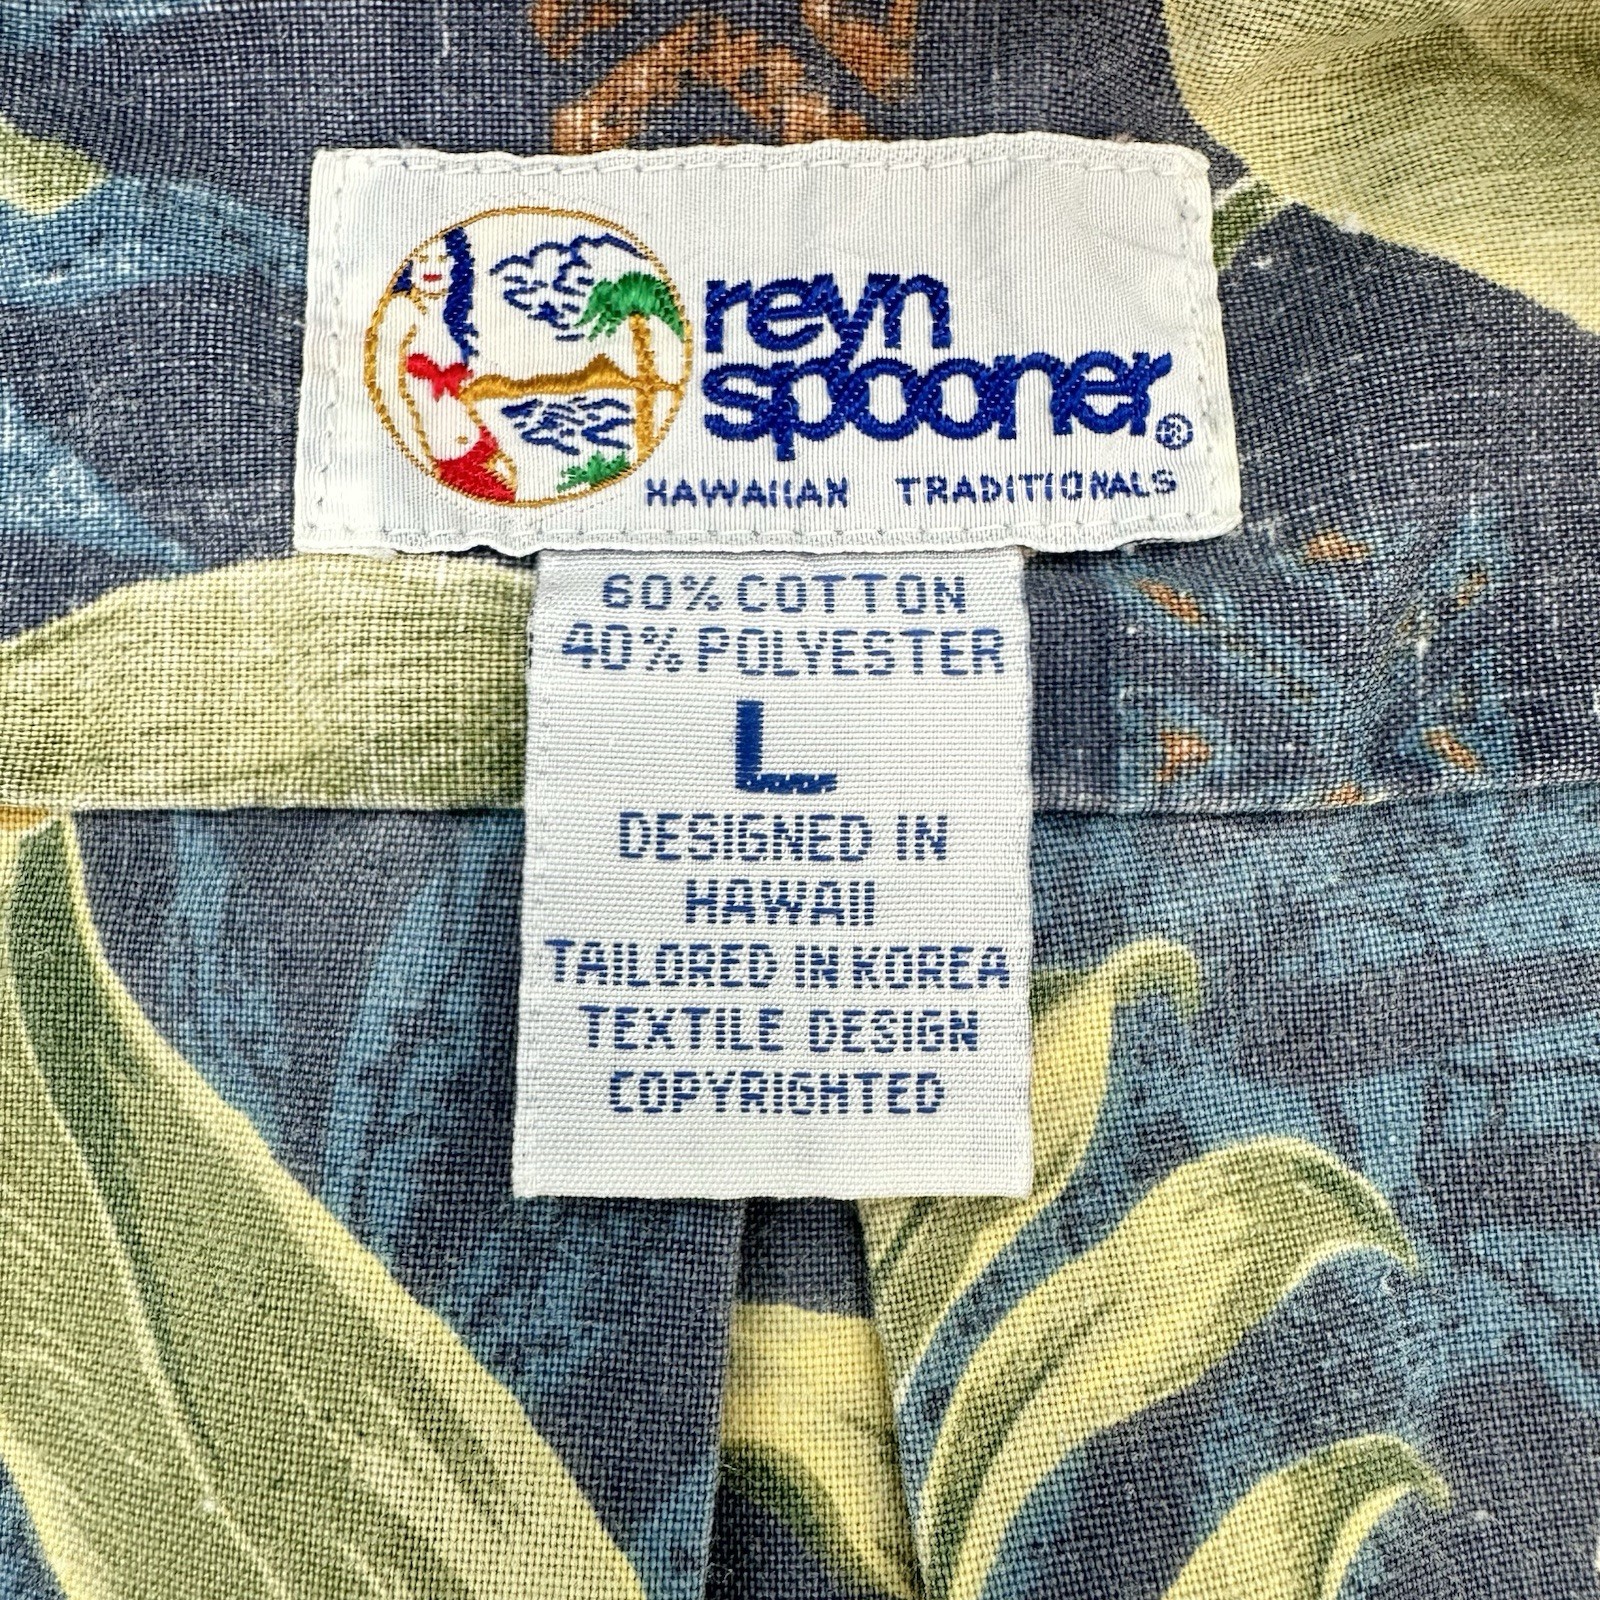 reyn
spooner®
HAWAIIAN TRADITIONALS
60% COTTON
40% POLYESTER
L
DESIGNED IN
HAWAII
TAILORED IN KOREA
TEXTILE DESIGN
COPYRIGHTED